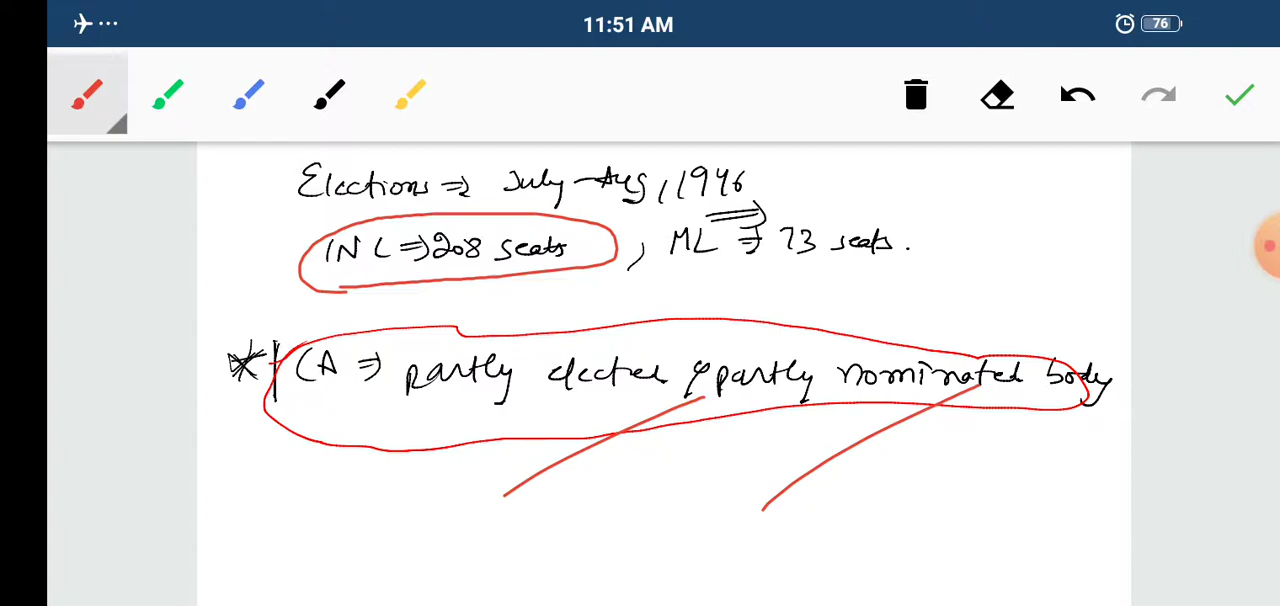 11:51 AM
76
Elections ⇒ July-Aug, 1946
INC ⇒ 208 seats, ML ⇒ 73 seats.
* CA ⇒ partly elected & partly nominated body